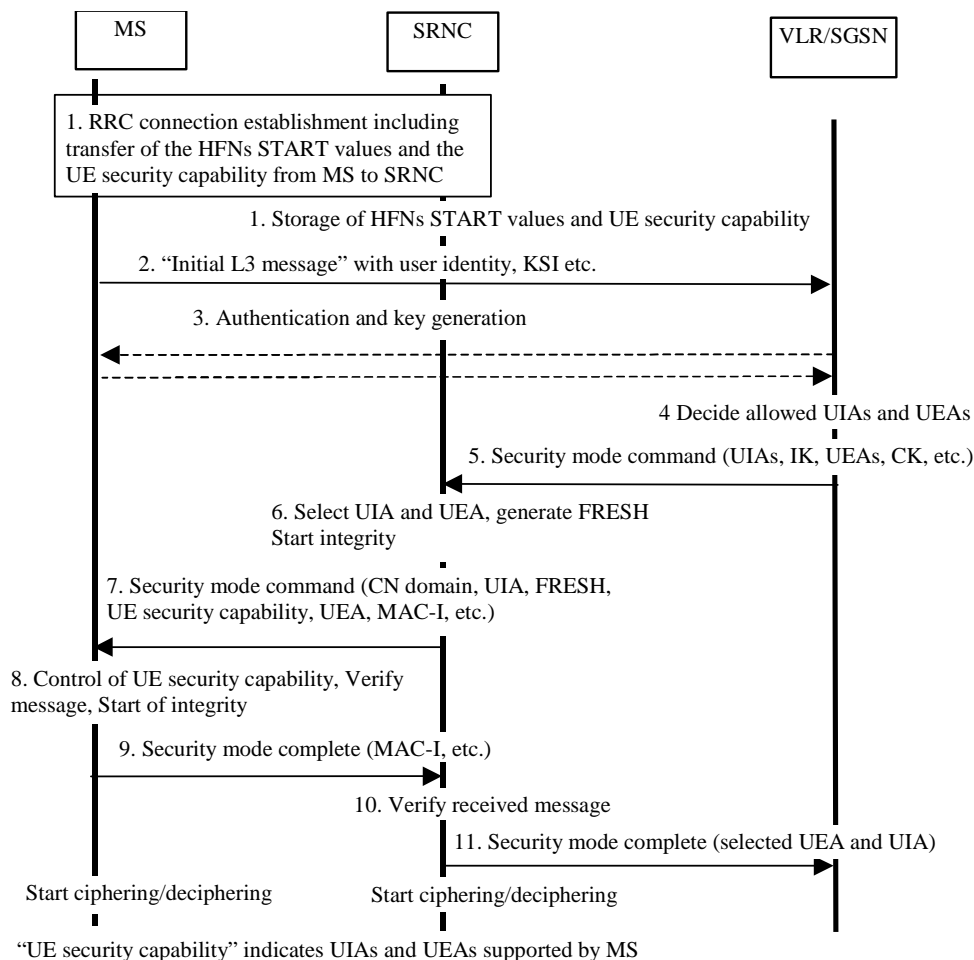 MS
SRNC
VLR/SGSN
1. RRC connection establishment including
transfer of the HFNs START values and the
UE security capability from MS to SRNC
1. Storage of HFNs START values and UE security capability
2. “Initial L3 message” with user identity, KSI etc.
3. Authentication and key generation
4 Decide allowed UIAs and UEAs
5. Security mode command (UIAs, IK, UEAs, CK, etc.)
6. Select UIA and UEA, generate FRESH
Start integrity
7. Security mode command (CN domain, UIA, FRESH,
UE security capability, UEA, MAC-I, etc.)
8. Control of UE security capability, Verify
message, Start of integrity
9. Security mode complete (MAC-I, etc.)
10. Verify received message
11. Security mode complete (selected UEA and UIA)
Start ciphering/deciphering
Start ciphering/deciphering
“UE security capability” indicates UIAs and UEAs supported by MS